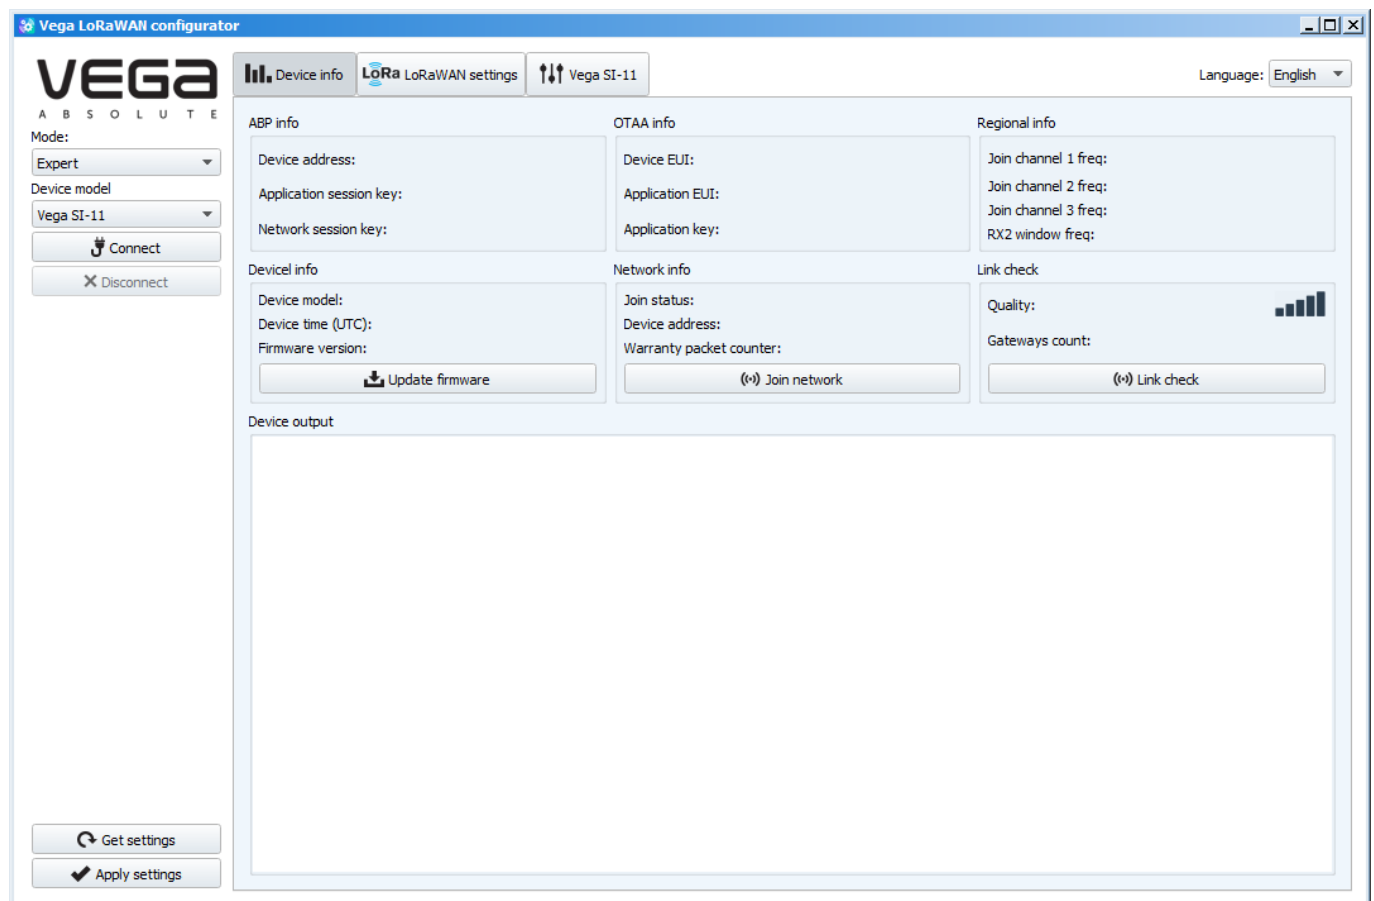 Vega LoRaWAN configurato
VEGA
ABSOLUTE
Mode:
Expert
Device model
Vega SI-11
Connect
Disconnect
Get settings
Apply settings
Device info
LoRa LoRaWAN settings
Vega SI-11
Language: English
ABP info
Device address:
Application session key:
Network session key:
OTAA info
Device EUI:
Application EUI:
Application key:
Regional info
Join channel 1 freq:
Join channel 2 freq:
Join channel 3 freq:
RX2 window freq:
Devicel info
Device model:
Device time (UTC):
Firmware version:
Update firmware
Network info
Join status:
Device address:
Warranty packet counter:
Join network
Link check
Quality:
Gateways count:
Link check
Device output